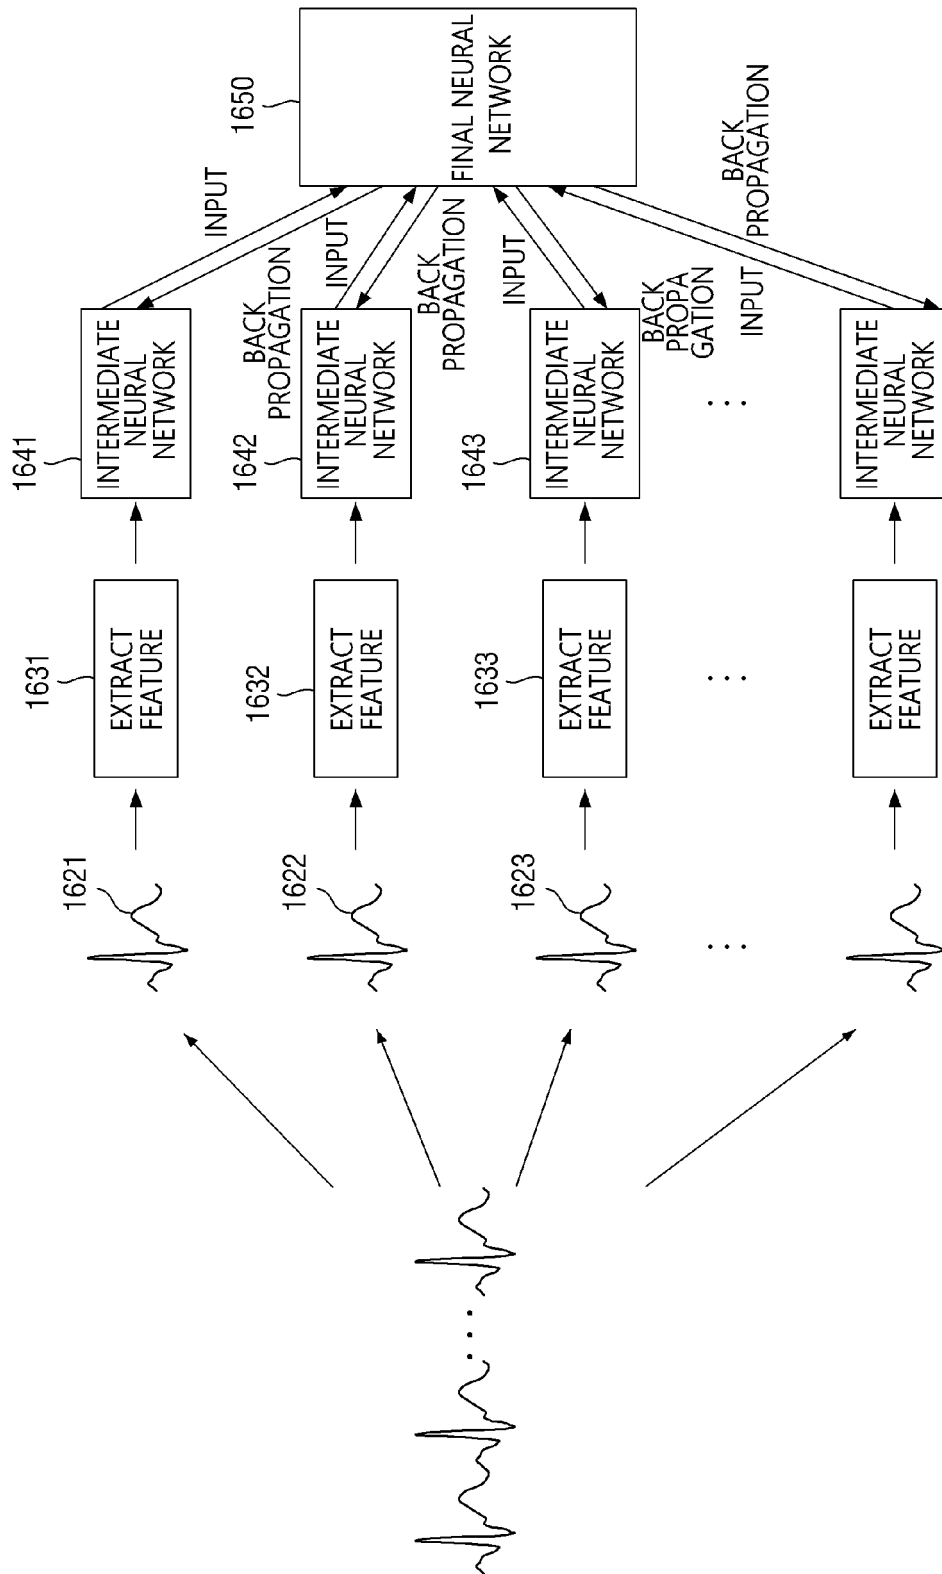 1621
1631
EXTRACT
FEATURE
1641
INTERMEDIATE
NEURAL
NETWORK
INPUT
BACK
PROPAGATION
1622
1632
EXTRACT
FEATURE
1642
INTERMEDIATE
NEURAL
NETWORK
INPUT
BACK
PROPAGATION
1650
FINAL NEURAL
NETWORK
1623
1633
EXTRACT
FEATURE
1643
INTERMEDIATE
NEURAL
NETWORK
INPUT
BACK
PROPA
GATION
...
...
...
EXTRACT
FEATURE
INTERMEDIATE
NEURAL
NETWORK
INPUT
BACK
PROPAGATION